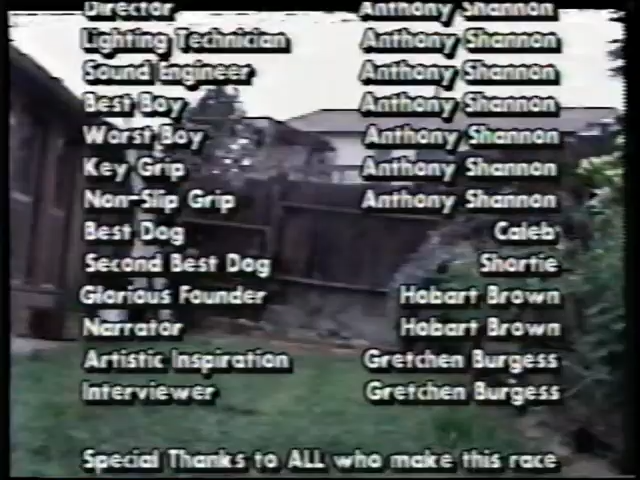 Director Anthony Shannon
Lighting Technician Anthony Shannon
Sound Engineer Anthony Shannon
Best Boy Anthony Shannon
Worst Boy Anthony Shannon
Key Grip Anthony Shannon
Non-Slip Grip Anthony Shannon
Best Dog Caleb
Second Best Dog Shortie
Glorious Founder Hobart Brown
Narrator Hobart Brown
Artistic Inspiration Gretchen Burgess
Interviewer Gretchen Burgess
Special Thanks to ALL who make this race